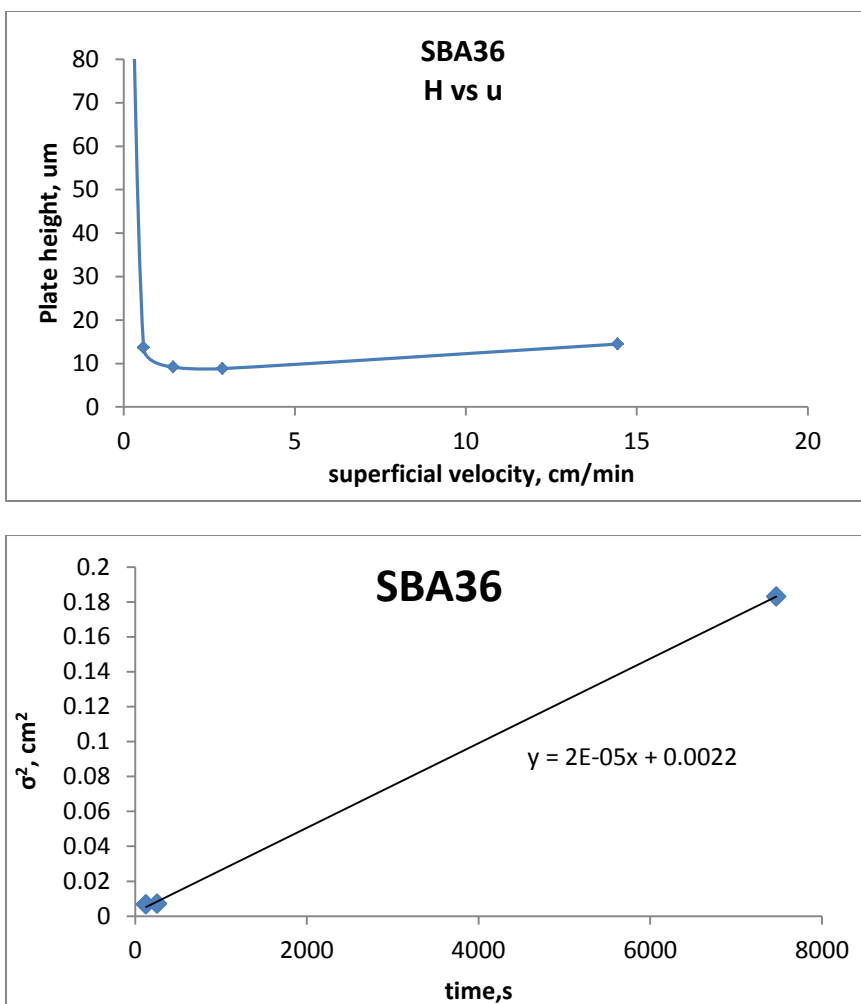 SBA36
H vs u
80
70
60
50
40
30
20
10
0
Plate height, um
0 5 10 15 20
superficial velocity, cm/min
SBA36
0.2
0.18
0.16
0.14
0.12
0.1
0.08
0.06
0.04
0.02
0
σ², cm²
y = 2E-05x + 0.0022
0 2000 4000 6000 8000
time,s